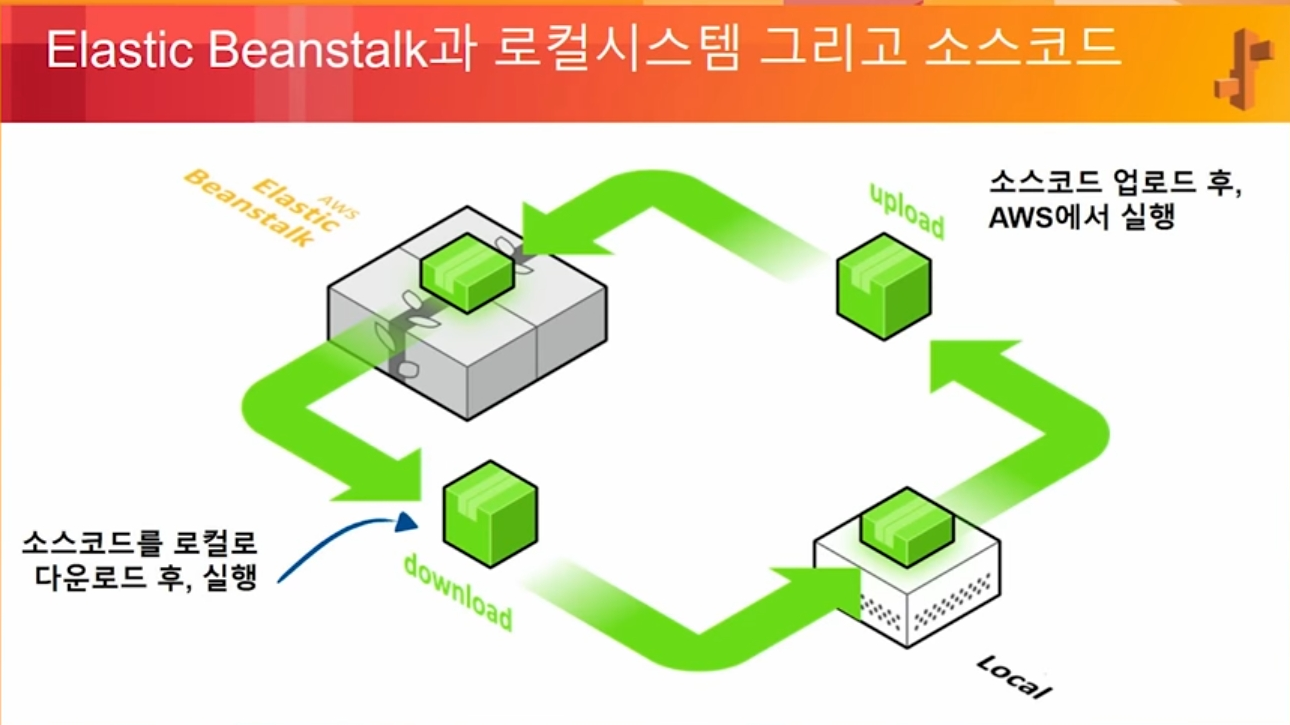 Elastic Beanstalk과 로컬시스템 그리고 소스코드
AWS
Elastic
Beanstalk
upload
소스코드 업로드 후,
AWS에서 실행
소스코드를 로컬로
다운로드 후, 실행
download
Local